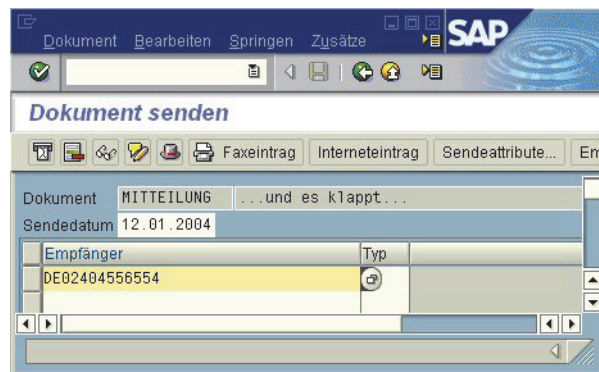 Dokument Bearbeiten Springen Zusätze
SAP
Dokument senden
Faxeintrag Interneteintrag Sendeattribute... Em
Dokument MITTEILUNG ...und es klappt...
Sendedatum 12.01.2004
Empfänger Typ
DE02404556554